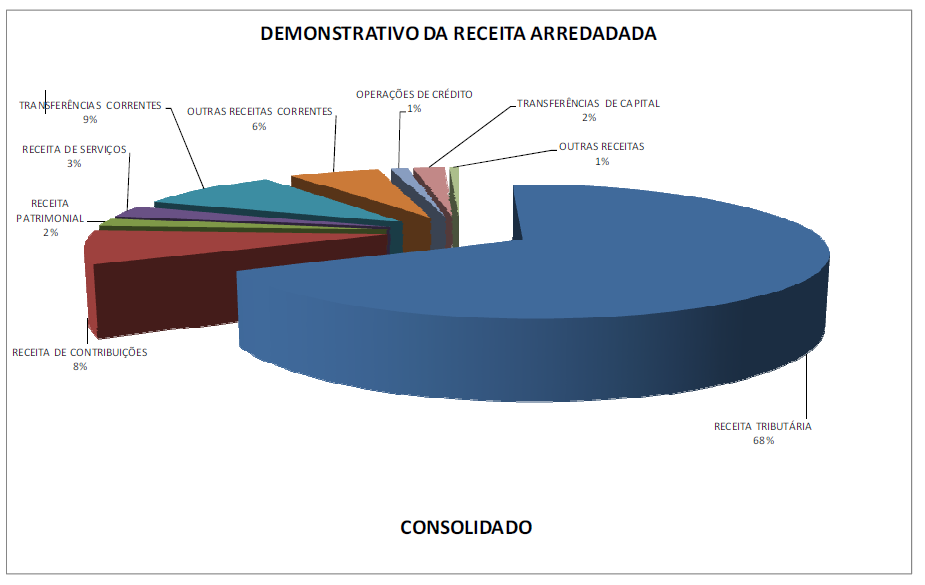 DEMONSTRATIVO DA RECEITA ARREDADADA
OPERAÇÕES DE CRÉDITO
1%
TRANSFERÊNCIAS CORRENTES
9%
OUTRAS RECEITAS CORRENTES
6%
TRANSFERÊNCIAS DE CAPITAL
2%
RECEITA DE SERVIÇOS
3%
OUTRAS RECEITAS
1%
RECEITA
PATRIMONIAL
2%
RECEITA DE CONTRIBUIÇÕES
8%
RECEITA TRIBUTÁRIA
68%
CONSOLIDADO